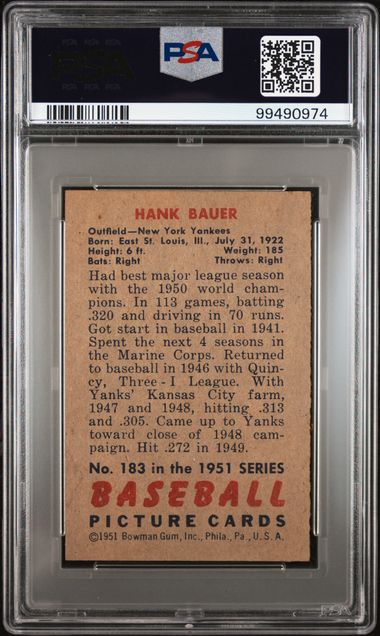 PSA
99490974
HANK BAUER
Outfield—New York Yankees
Born: East St. Louis, Ill., July 31, 1922
Height: 6 ft. Weight: 185
Bats: Right Throws: Right
Had best major league season
with the 1950 world cham-
pions. In 113 games, batting
.320 and driving in 70 runs.
Got start in baseball in 1941.
Spent the next 4 seasons in
the Marine Corps. Returned
to baseball in 1946 with Quin-
cy, Three-I League. With
Yanks' Kansas City farm,
1947 and 1948, hitting .313
and .305. Came up to Yanks
toward close of 1948 cam-
paign. Hit .272 in 1949.
No. 183 in the 1951 SERIES
BASEBALL
PICTURE CARDS
©1951 Bowman Gum, Inc., Phila., Pa., U.S.A.
PSA